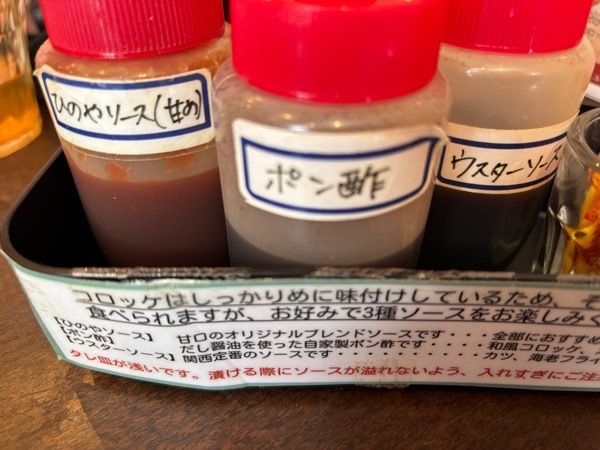 ひのやソース(甘め)
ポン酢
ウスターソース
コロッケはしっかりめに味付けしているため、そ
食べられますが、お好みで3種ソースをお楽しみく
【ひのやソース】 甘口のオリジナルブレンドソースです・・・・全部におすすめ
【ポン酢】 だし醤油を使った自家製ポン酢です・・・・・和風コロッケ
【ウスターソース】 関西定番のソースです・・・・・・・・・・カツ、海老フライ
タレ皿が浅いです。漬ける際にソースが溢れないよう、入れすぎにご注